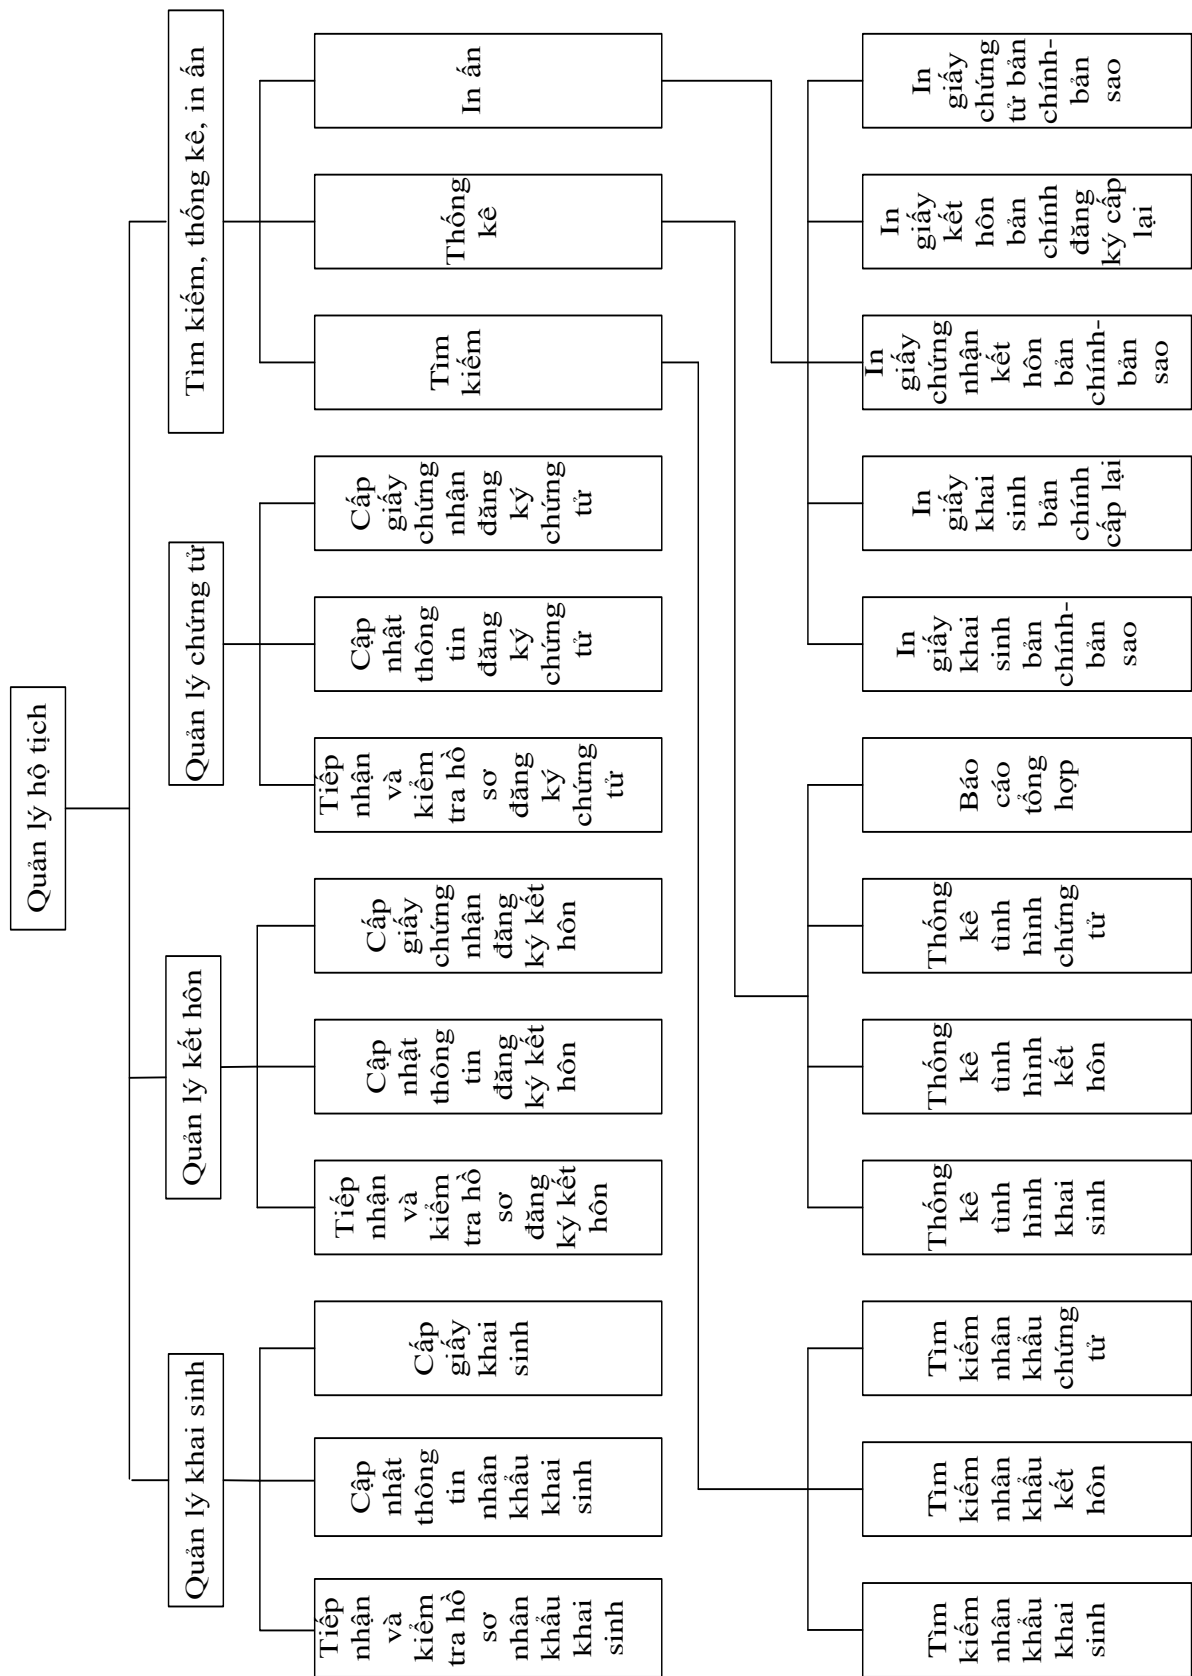 Quản lý hộ tịch
Quản lý khai sinh
Quản lý kết hôn
Quản lý chứng tử
Tìm kiếm, thống kê, in ấn
Tiếp
nhận
và
kiểm
tra hồ
sơ
nhân
khẩu
khai
sinh
Cập
nhật
thông
tin
nhân
khẩu
khai
sinh
Cấp
giấy
khai
sinh
Tiếp
nhận
và
kiểm
tra hồ
sơ
đăng
ký kết
hôn
Cập
nhật
thông
tin
đăng
ký kết
hôn
Cấp
giấy
chứng
nhận
đăng
ký kết
hôn
Tiếp
nhận
và
kiểm
tra hồ
sơ
đăng
ký
chứng
tử
Cập
nhật
thông
tin
đăng
ký
chứng
tử
Cấp
giấy
chứng
nhận
đăng
ký
chứng
tử
Tìm
kiếm
Thống
kê
In ấn
Tìm
kiếm
nhân
khẩu
khai
sinh
Tìm
kiếm
nhân
khẩu
kết
hôn
Tìm
kiếm
nhân
khẩu
chứng
tử
Thống
kê
tình
hình
khai
sinh
Thống
kê
tình
hình
kết
hôn
Thống
kê
tình
hình
chứng
tử
Báo
cáo
tổng
hợp
In
giấy
khai
sinh
bản
chính-
bản
sao
In
giấy
khai
sinh
bản
chính
cấp lại
In
giấy
chứng
nhận
kết
hôn
bản
chính-
bản
sao
In
giấy
kết
hôn
bản
chính
đăng
ký cấp
lại
In
giấy
chứng
tử bản
chính-
bản
sao